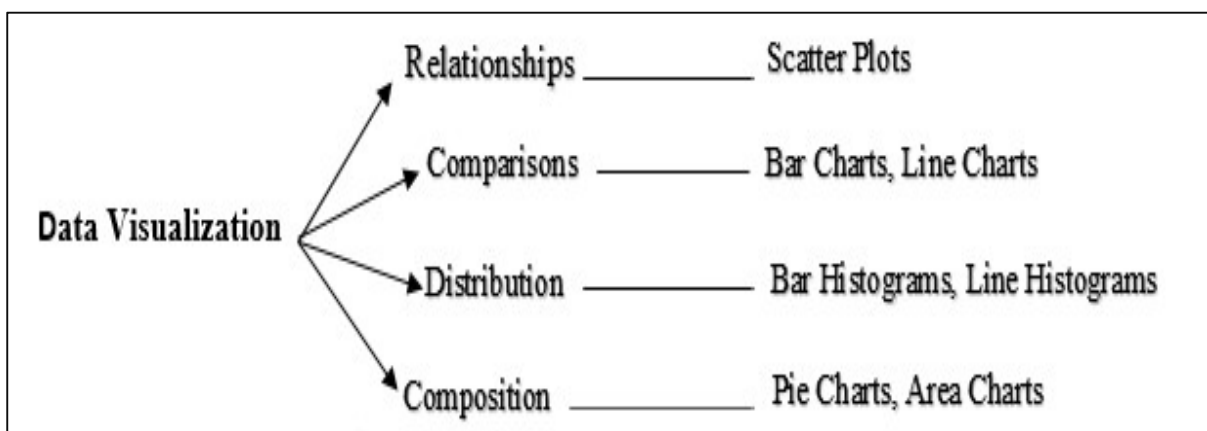 Relationships Scatter Plots
Comparisons Bar Charts, Line Charts
Data Visualization
Distribution Bar Histograms, Line Histograms
Composition Pie Charts, Area Charts